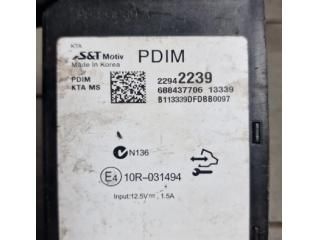 KTA
S&T Motiv
PDIM
Made in Korea
PDIM
22942239
KTA MS
688437706 13339
B113339DFDBB0097
N136
E4 10R-031494
Input:12.5V⎓, 1.5A